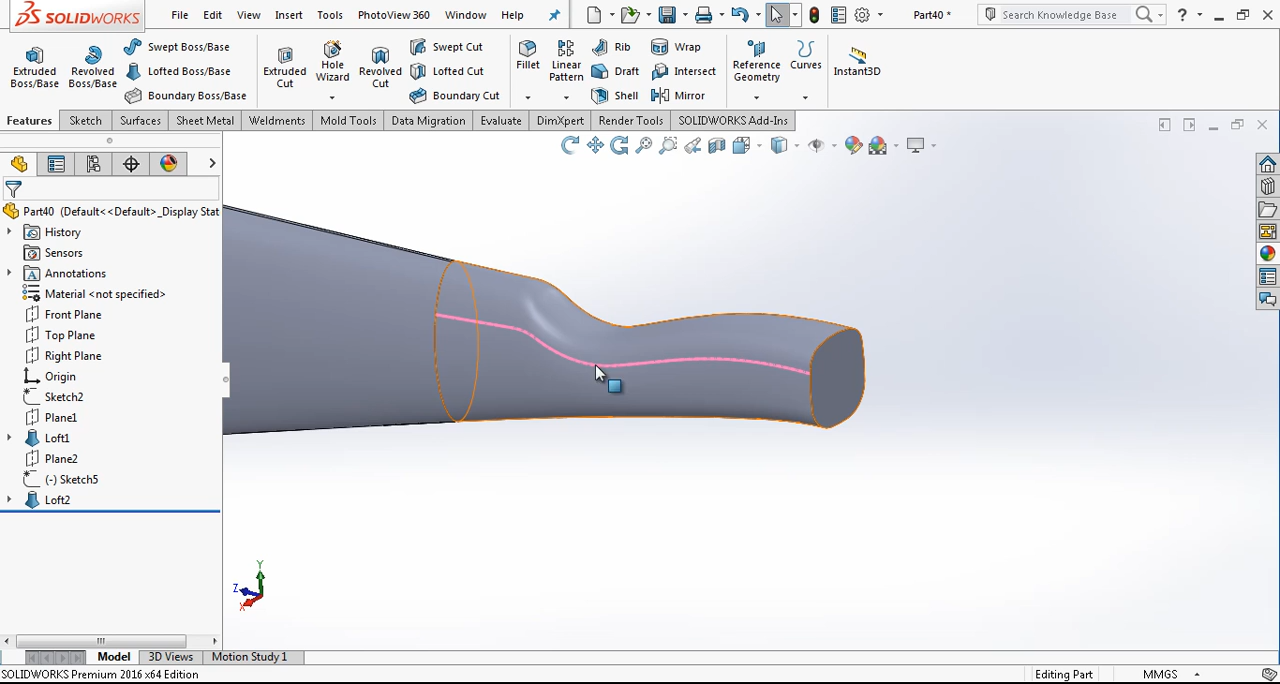 SOLIDWORKS File Edit View Insert Tools PhotoView 360 Window Help Part40 * Search Knowledge Base ?
Extruded Boss/Base
Revolved Boss/Base
Swept Boss/Base
Lofted Boss/Base
Boundary Boss/Base
Extruded Cut
Hole Wizard
Revolved Cut
Swept Cut
Lofted Cut
Boundary Cut
Fillet
Linear Pattern
Rib
Draft
Shell
Wrap
Intersect
Mirror
Reference Geometry
Curves
Instant3D
Features Sketch Surfaces Sheet Metal Weldments Mold Tools Data Migration Evaluate DimXpert Render Tools SOLIDWORKS Add-Ins
Part40 (Default<<Default>_Display Stat
History
Sensors
Annotations
Material <not specified>
Front Plane
Top Plane
Right Plane
Origin
Sketch2
Plane1
Loft1
Plane2
(-) Sketch5
Loft2
Y
Z
X
Model 3D Views Motion Study 1
SOLIDWORKS Premium 2016 x64 Edition Editing Part MMGS